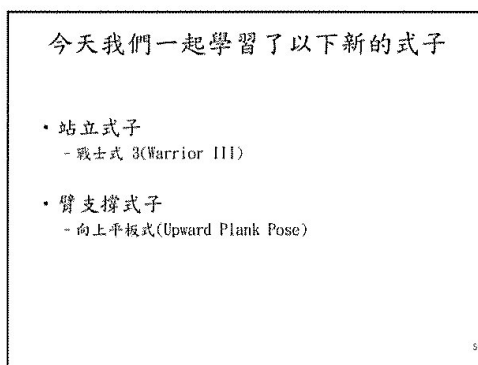 今天我們一起學習了以下新的式子
• 站立式子
- 戰士式 3(Warrior III)
• 臂支撐式子
- 向上平板式(Upward Plank Pose)
5